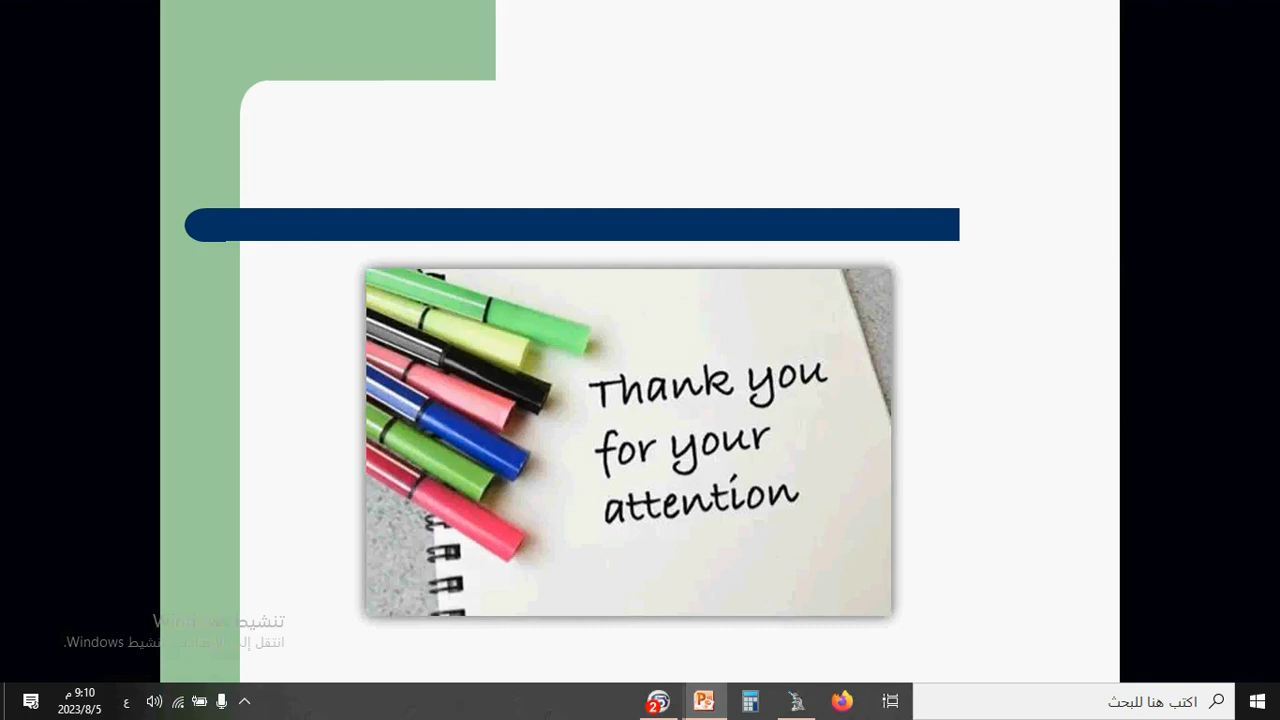 Thank you
for your
attention
تنشيط Windows
انتقل إلى الإعدادات لتنشيط Windows.
9:10 م
2023/8/5
ع
2
اكتب هنا للبحث